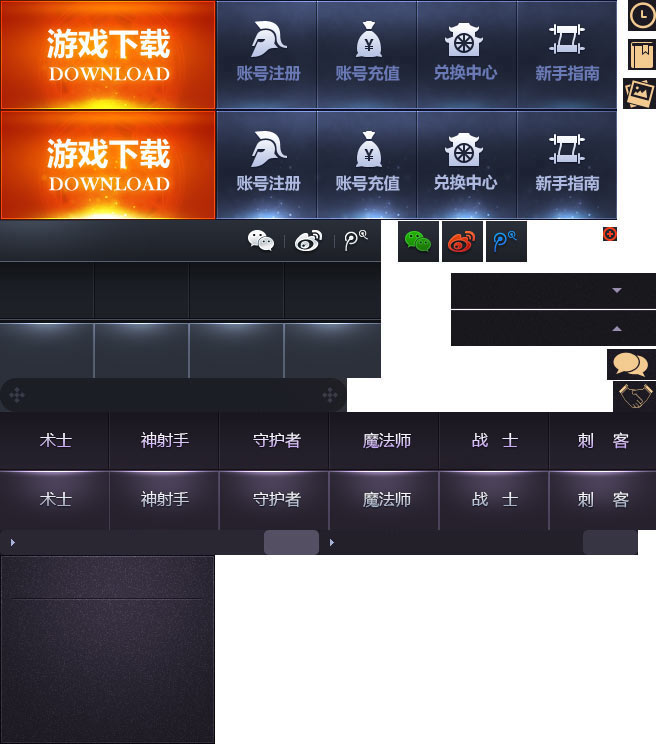 游戏下载
DOWNLOAD
账号注册
¥
账号充值
兑换中心
新手指南
游戏下载
DOWNLOAD
账号注册
¥
账号充值
兑换中心
新手指南
术士 神射手 守护者 魔法师 战 士 刺 客
术士 神射手 守护者 魔法师 战 士 刺 客